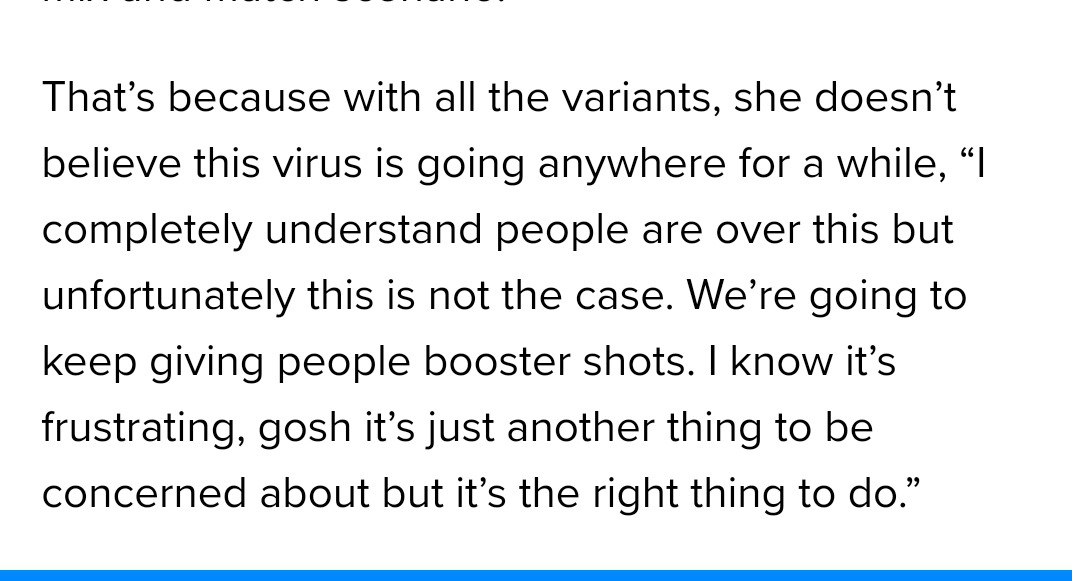 That’s because with all the variants, she doesn’t
believe this virus is going anywhere for a while, “I
completely understand people are over this but
unfortunately this is not the case. We’re going to
keep giving people booster shots. I know it’s
frustrating, gosh it’s just another thing to be
concerned about but it’s the right thing to do.”